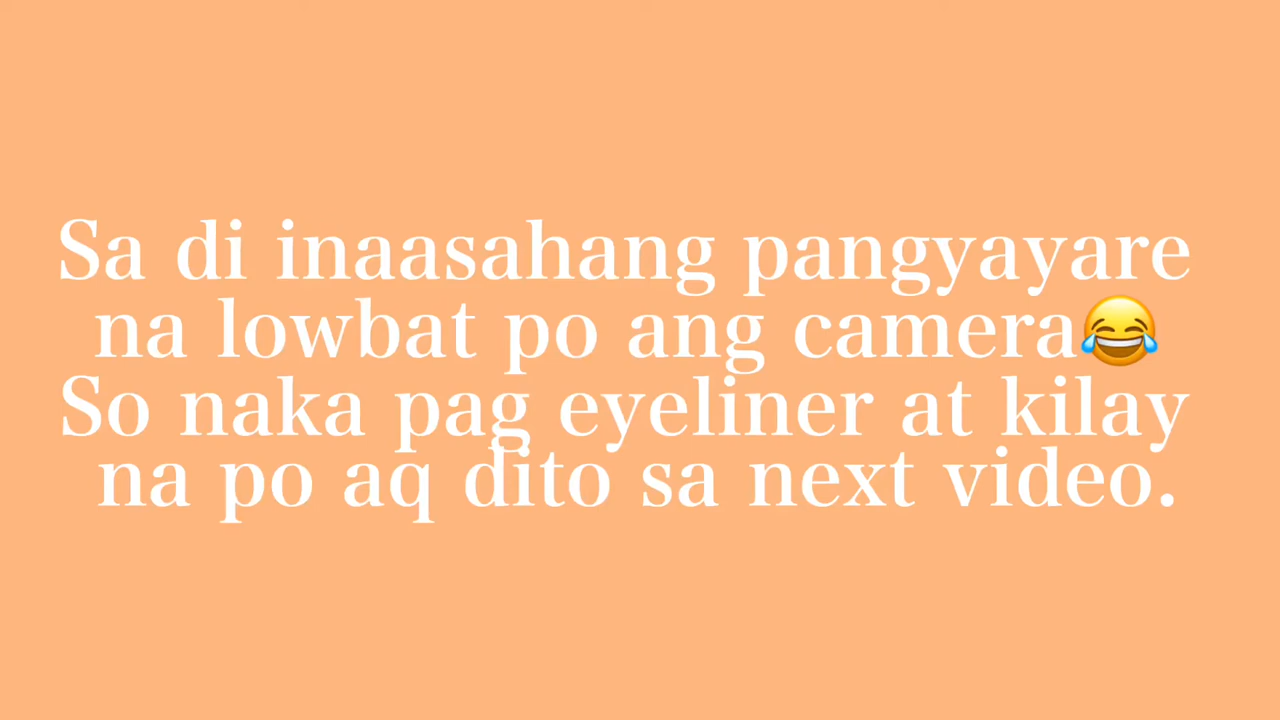 Sa di inaasahang pangyayare
na lowbat po ang camera😂
So naka pag eyeliner at kilay
na po aq dito sa next video.